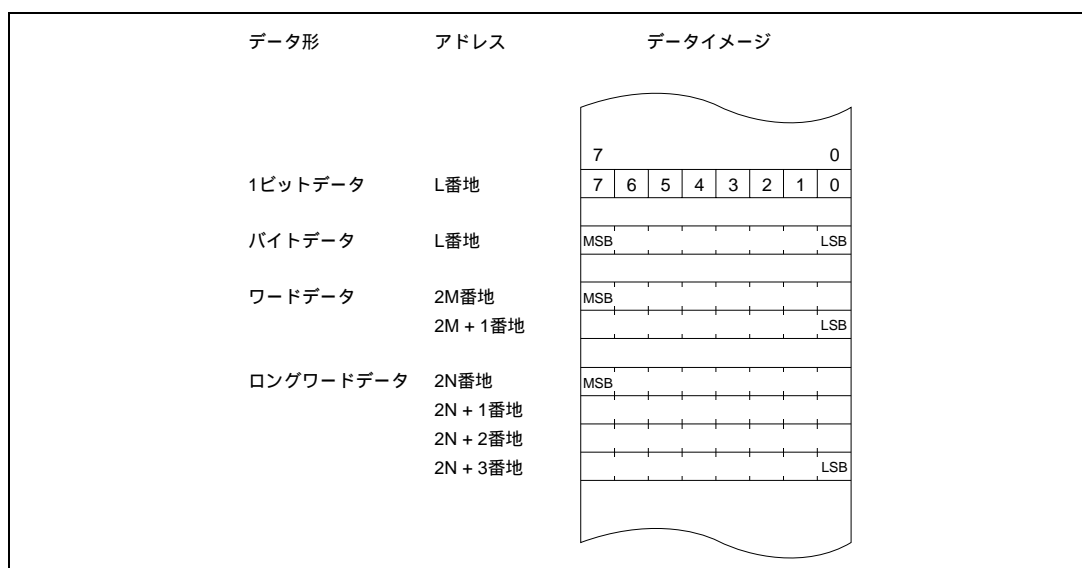 データ形 アドレス データイメージ
7 0
1ビットデータ L番地 7 6 5 4 3 2 1 0
バイトデータ L番地 MSB LSB
ワードデータ 2M番地 MSB
2M + 1番地 LSB
ロングワードデータ 2N番地 MSB
2N + 1番地
2N + 2番地
2N + 3番地 LSB